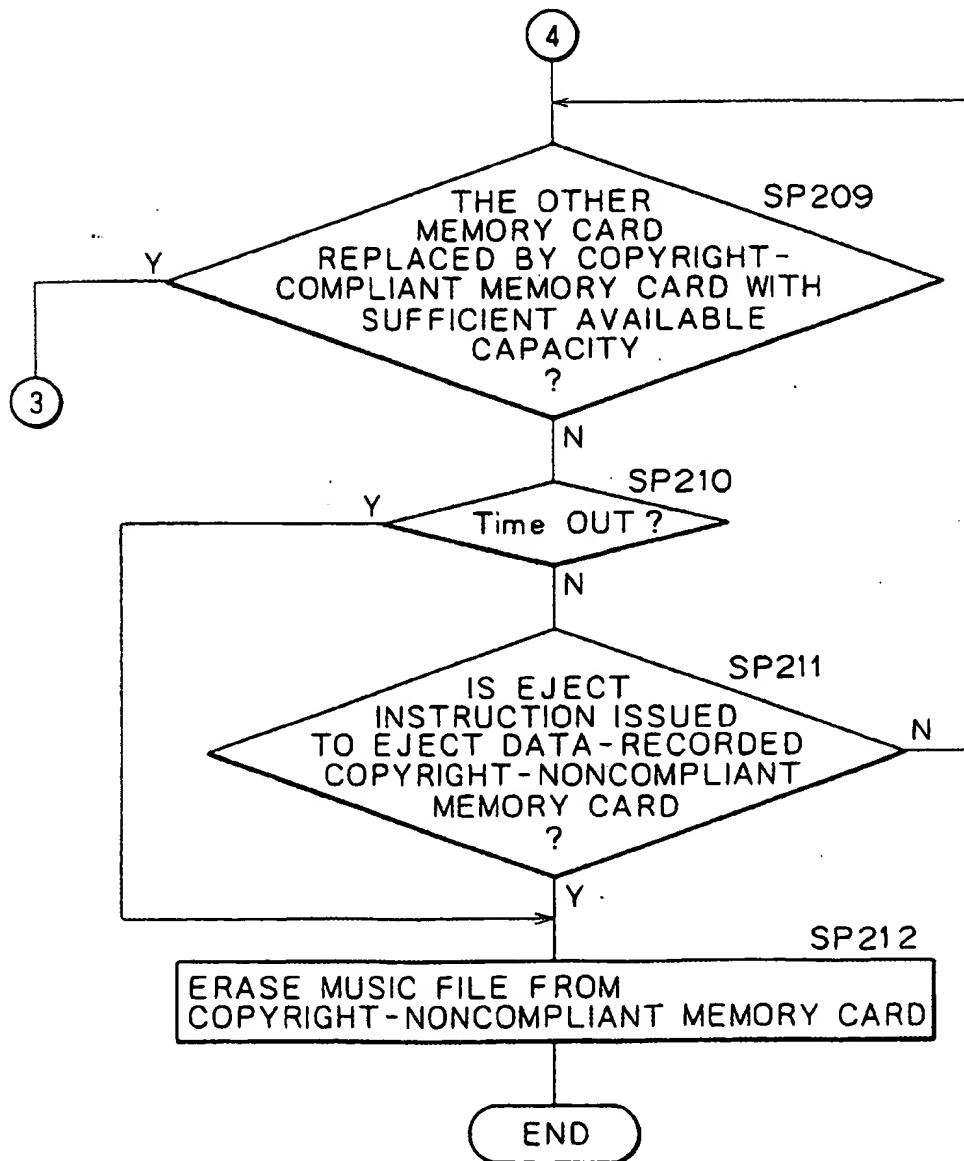 4
SP209
THE OTHER
MEMORY CARD
REPLACED BY COPYRIGHT-
COMPLIANT MEMORY CARD WITH
SUFFICIENT AVAILABLE
CAPACITY
?
Y
3
N
SP210
Y
Time OUT ?
N
SP211
IS EJECT
INSTRUCTION ISSUED
TO EJECT DATA-RECORDED
COPYRIGHT-NONCOMPLIANT
MEMORY CARD
?
N
Y
SP212
ERASE MUSIC FILE FROM
COPYRIGHT-NONCOMPLIANT MEMORY CARD
END